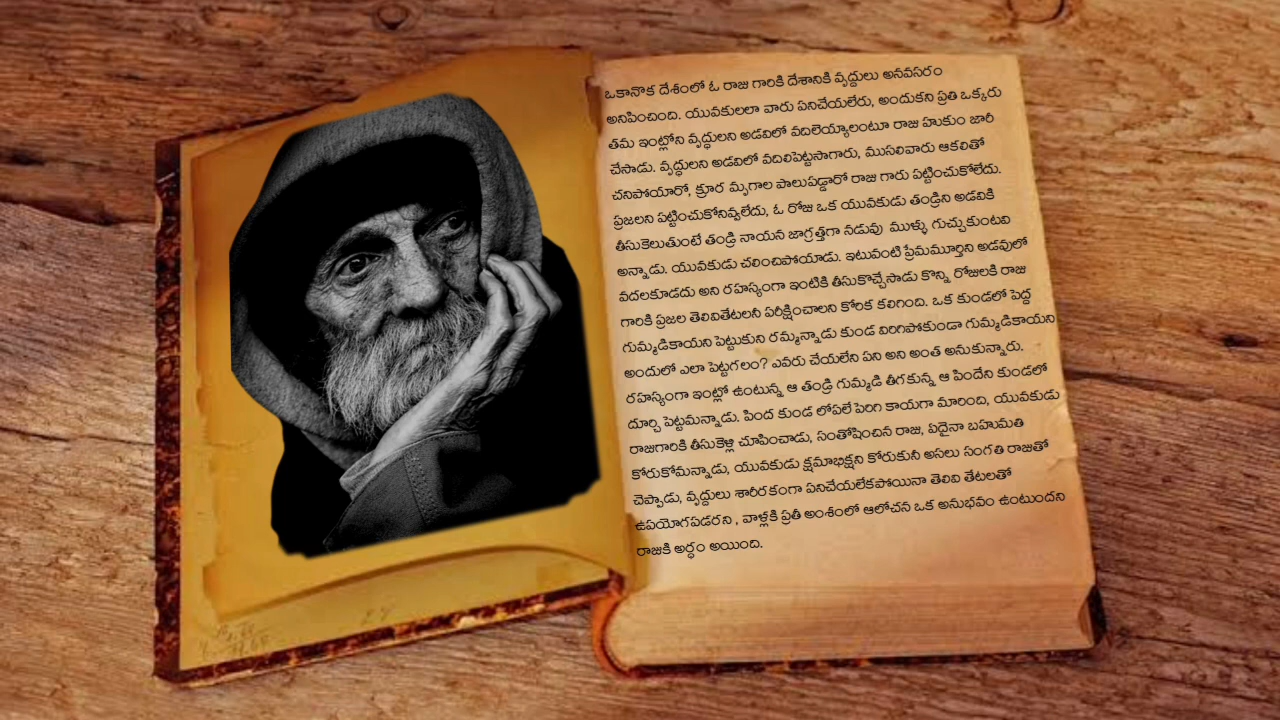 ఒకానొక దేశంలో ఓ రాజు గారికి దేశానికి వృద్దులు అనవసరం
అనిపించింది. యువకులలా వారు పనిచేయలేరు, అందుకని ప్రతి ఒక్కరు
తమ ఇంట్లోని వృద్ధులని అడవిలో వదిలెయ్యాలంటూ రాజు హుకుం జారీ
చేసాడు. వృద్ధులని అడవిలో వదిలిపెట్టసాగారు, ముసలివారు ఆకలితో
చనిపోయారో, క్రూర మృగాల పాలుపడ్డారో రాజు గారు పట్టించుకోలేదు.
ప్రజలని పట్టించుకోనివ్వలేదు, ఓ రోజు ఒక యువకుడు తండ్రిని అడవికి
తీసుకెలుతుంటే తండ్రి నాయన జాగ్రత్తగా నడువు ముళ్ళు గుచ్చుకుంటవి
అన్నాడు. యువకుడు చలించిపోయాడు. ఇటువంటి ప్రేమమూర్తిని అడవులో
వదలకూడదు అని రహస్యంగా ఇంటికి తీసుకొచ్చేసాడు కొన్ని రోజులకి రాజు
గారికి ప్రజల తెలివితేటలనీ పరీక్షించాలని కోరిక కలిగింది. ఒక కుండలో పెద్ద
గుమ్మడికాయని పెట్టుకుని రమ్మన్నాడు కుండ విరిగిపోకుండా గుమ్మడికాయని
అందులో ఎలా పెట్టగలం? ఎవరు చేయలేని పని అని అంత అనుకున్నారు.
రహస్యంగా ఇంట్లో ఉంటున్న ఆ తండ్రి గుమ్మడి తీగకున్న ఆ పిందేని కుండలో
దూర్చి పెట్టమన్నాడు. పింద కుండ లోపలే పెరిగి కాయగా మారింది, యువకుడు
రాజుగారికి తీసుకెళ్లి చూపించాడు, సంతోషించిన రాజు, ఏదైనా బహుమతి
కోరుకోమన్నాడు, యువకుడు క్షమాభిక్షని కోరుకుని అసలు సంగతి రాజుతో
చెప్పాడు, వృద్దులు శారీరకంగా పనిచేయలేకపోయినా తెలివి తేటలతో
ఉపయోగపడరని , వాళ్లకి ప్రతీ అంశంలో ఆలోచన ఒక అనుభవం ఉంటుందని
రాజుకి అర్ధం అయింది.